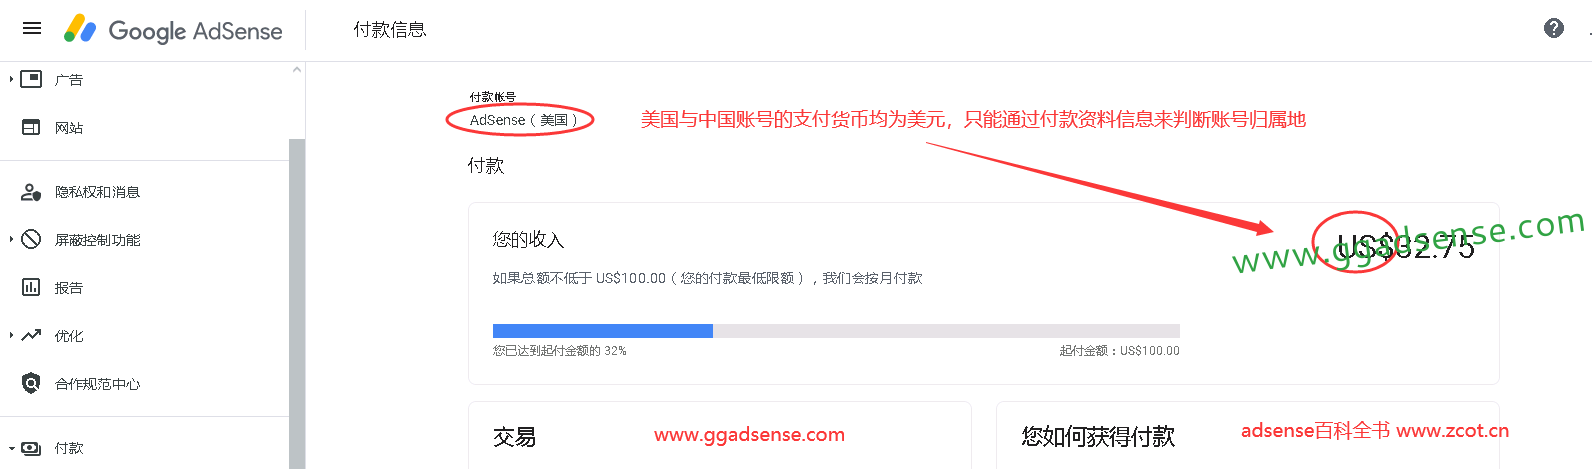 Google AdSense
付款信息
广告
网站
隐私权和消息
屏蔽控制功能
报告
优化
合作规范中心
付款
付款帐号
AdSense（美国）
美国与中国账号的支付货币均为美元，只能通过付款资料信息来判断账号归属地
付款
您的收入
US$32.75
www.ggadsense.com
如果总额不低于 US$100.00（您的付款最低限额），我们会按月付款
您已达到起付金额的 32%
起付金额：US$100.00
交易
www.ggadsense.com
您如何获得付款
adsense百科全书 www.zcot.cn